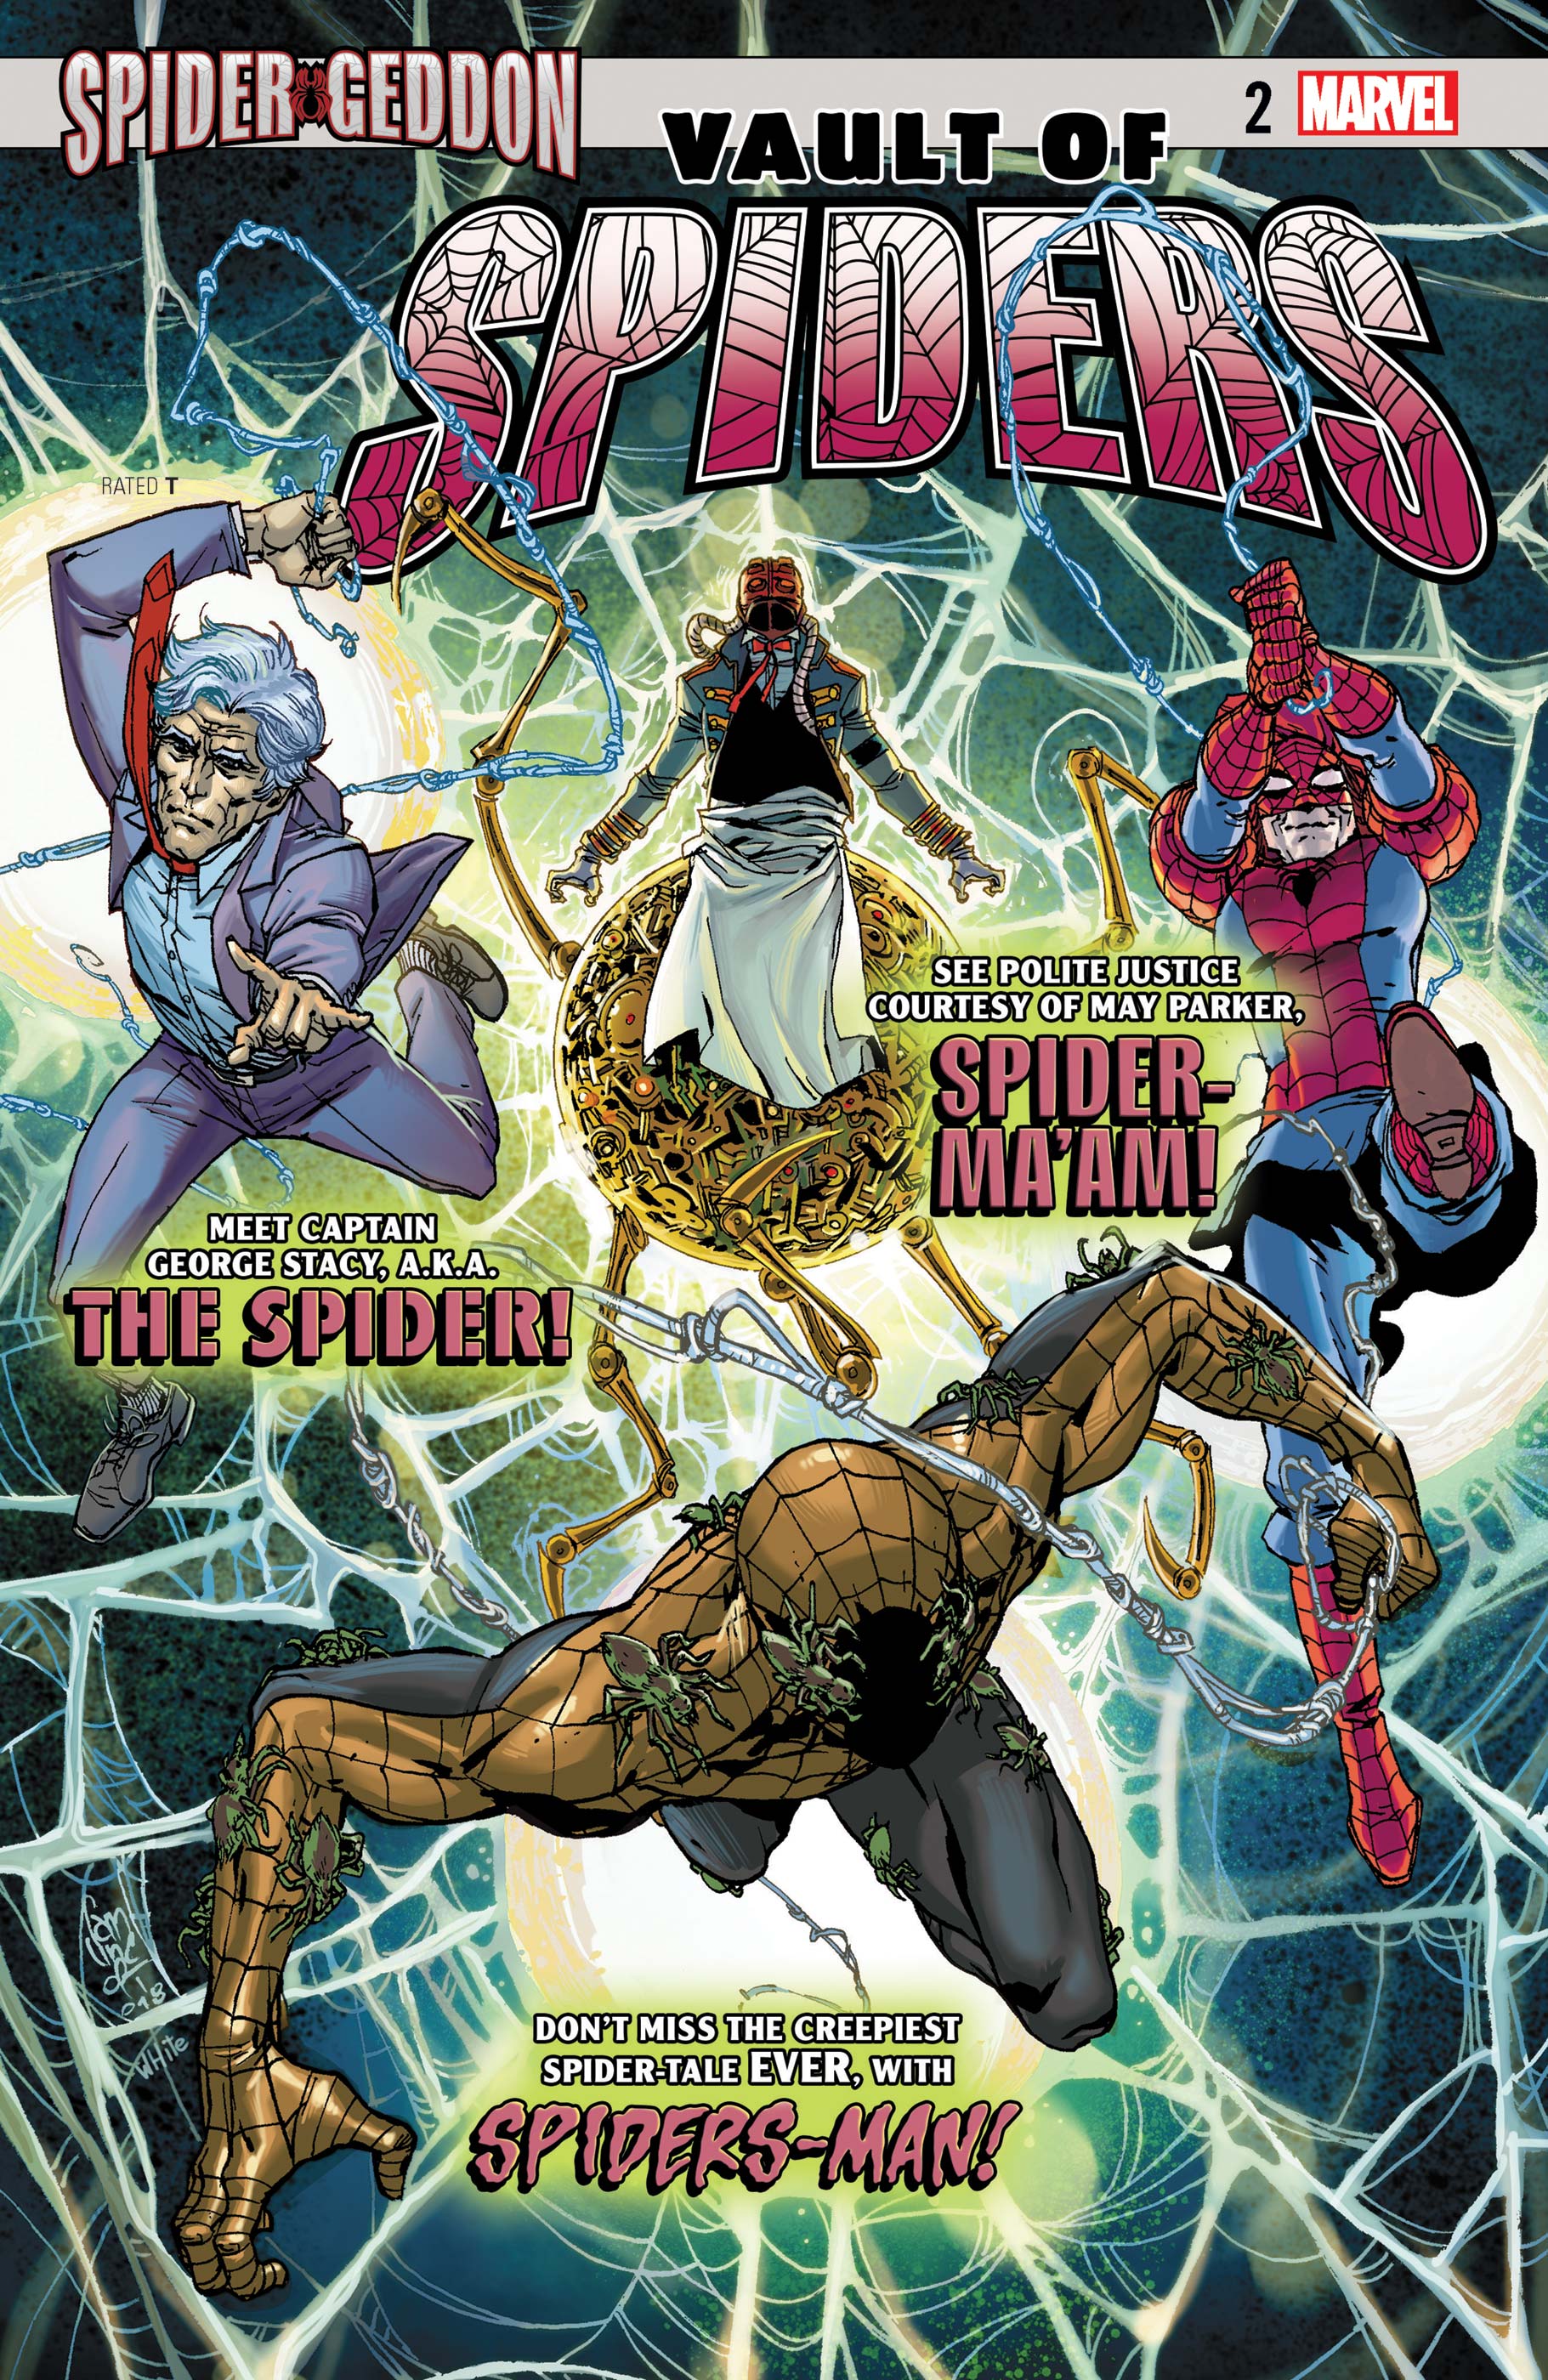 SPIDER-GEDDON
VAULT OF
SPIDERS
2
MARVEL
RATED T
SEE POLITE JUSTICE
COURTESY OF MAY PARKER,
SPIDER-
MA'AM!
MEET CAPTAIN
GEORGE STACY, A.K.A.
THE SPIDER!
White
DON'T MISS THE CREEPIEST
SPIDER-TALE EVER, WITH
SPIDERS-MAN!